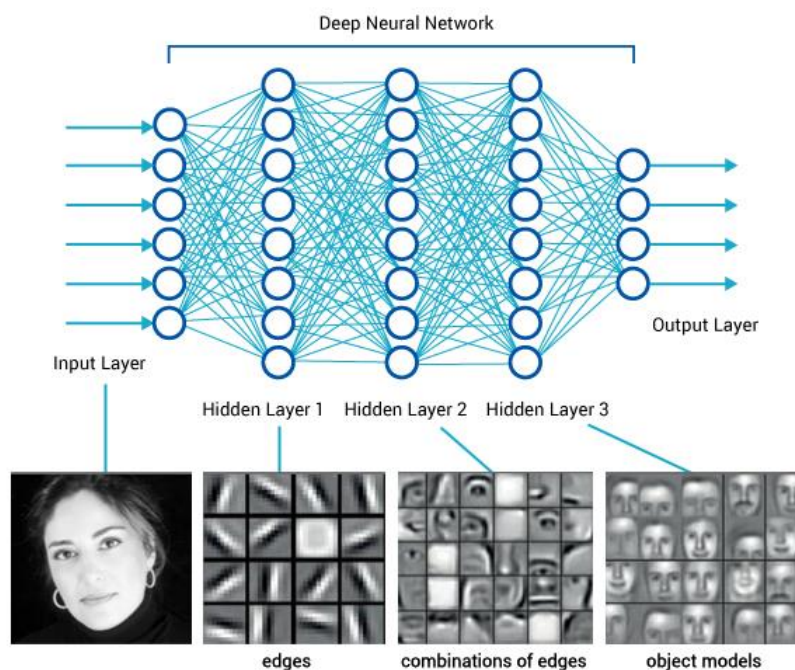 Deep Neural Network
Input Layer
Output Layer
Hidden Layer 1
Hidden Layer 2
Hidden Layer 3
edges
combinations of edges
object models